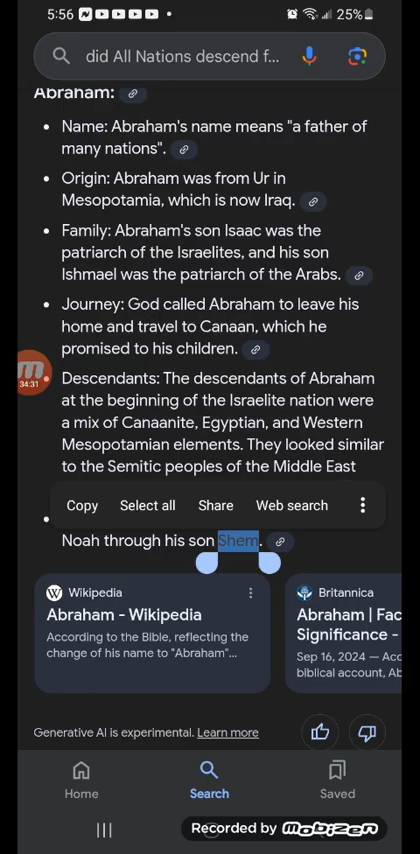 5:56
25%
did All Nations descend f...
Abraham:
Name: Abraham's name means "a father of
many nations".
Origin: Abraham was from Ur in
Mesopotamia, which is now Iraq.
Family: Abraham's son Isaac was the
patriarch of the Israelites, and his son
Ishmael was the patriarch of the Arabs.
Journey: God called Abraham to leave his
home and travel to Canaan, which he
promised to his children.
Descendants: The descendants of Abraham
at the beginning of the Israelite nation were
a mix of Canaanite, Egyptian, and Western
Mesopotamian elements. They looked similar
to the Semitic peoples of the Middle East
34:31
Copy Select all Share Web search
Noah through his son Shem.
Wikipedia
Abraham - Wikipedia
According to the Bible, reflecting the
change of his name to "Abraham"...
Britannica
Abraham | Fac
Significance -
Sep 16, 2024 — Acc
biblical account, Ab
Generative AI is experimental. Learn more
Home Search Saved
Recorded by mobizen